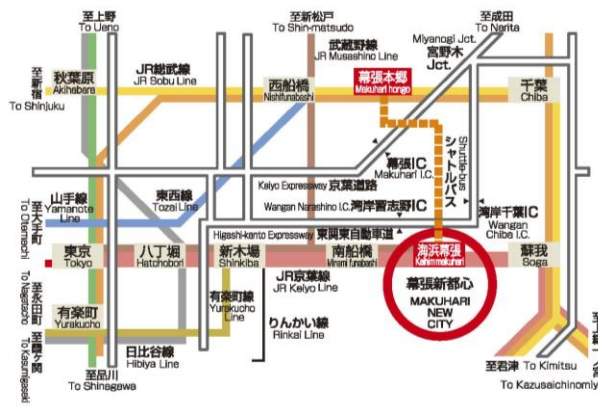 至上野
To Ueno
至新松戸
To Shin-matsudo
至成田
To Narita
Miyanogi Jct.
宮野木
Jct.
武蔵野線
JR Musashino Line
JR総武線
JR Sobu Line
至新宿
To Shinjuku
秋葉原
Akihabara
西船橋
Nishifunabashi
幕張本郷
Makuhari hongo
千葉
Chiba
Shuttle-bus
シャトルバス
幕張IC
Makuhari I.C.
Keiyo Expressway 京葉道路
山手線
Yamanote
Line
東西線
Tozai Line
Wangan Narashino I.C. 湾岸習志野IC
湾岸千葉IC
Wangan
Chiba I.C.
至大手町
To Otemachi
Higashi-kanto Expressway 東関東自動車道
東京
Tokyo
八丁堀
Hatchobori
新木場
Shinkiba
南船橋
Minami funabashi
海浜幕張
Kaihim makuhari
蘇我
Soga
JR京葉線
JR Keiyo Line
幕張新都心
MAKUHARI
NEW
CITY
至永田町
To Nagatacho
有楽町
Yurakucho
有楽町線
Yurakucho
Line
りんかい線
Rinkai Line
至霞ヶ関
To Kasumigaseki
日比谷線
Hibiya Line
至品川
To Shinagawa
至君津 To Kimitsu
To Kazusaichinomiy